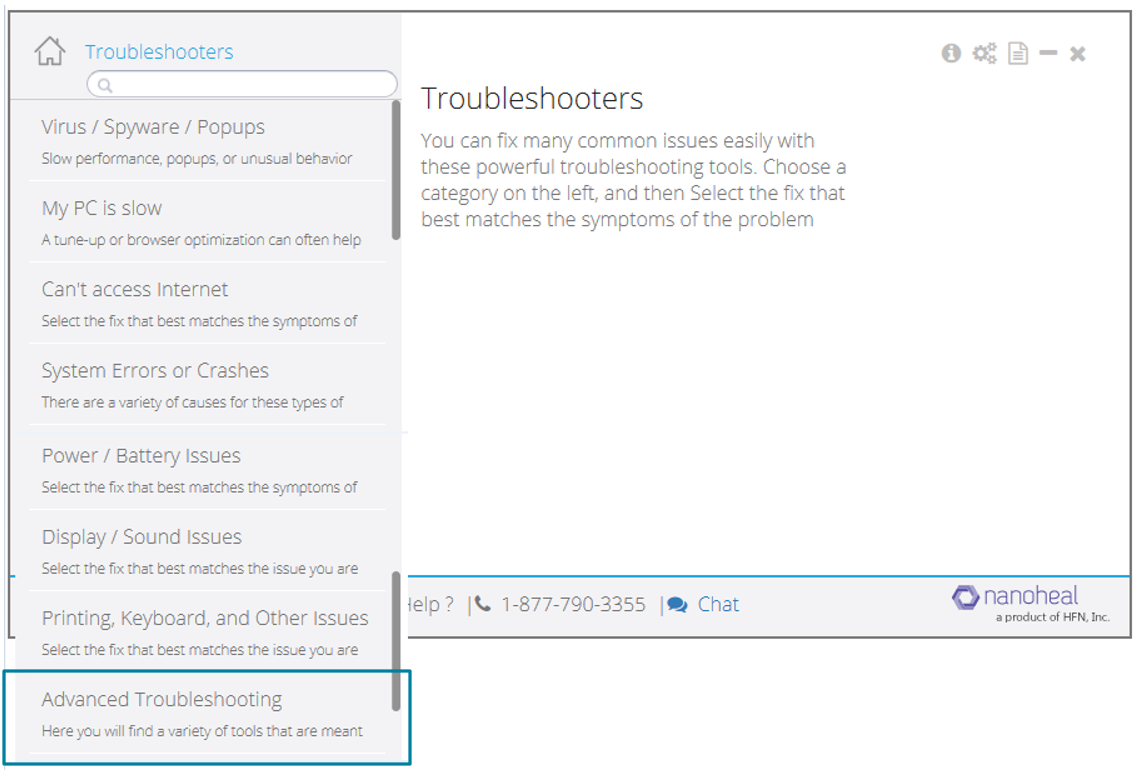 Troubleshooters
Virus / Spyware / Popups
Slow performance, popups, or unusual behavior
My PC is slow
A tune-up or browser optimization can often help
Can't access Internet
Select the fix that best matches the symptoms of
System Errors or Crashes
There are a variety of causes for these types of
Power / Battery Issues
Select the fix that best matches the symptoms of
Display / Sound Issues
Select the fix that best matches the issue you are
Printing, Keyboard, and Other Issues
Select the fix that best matches the issue you are
Advanced Troubleshooting
Here you will find a variety of tools that are meant
Troubleshooters
You can fix many common issues easily with
these powerful troubleshooting tools. Choose a
category on the left, and then Select the fix that
best matches the symptoms of the problem
elp ? | 1-877-790-3355 | Chat
nanoheal
a product of HFN, Inc.